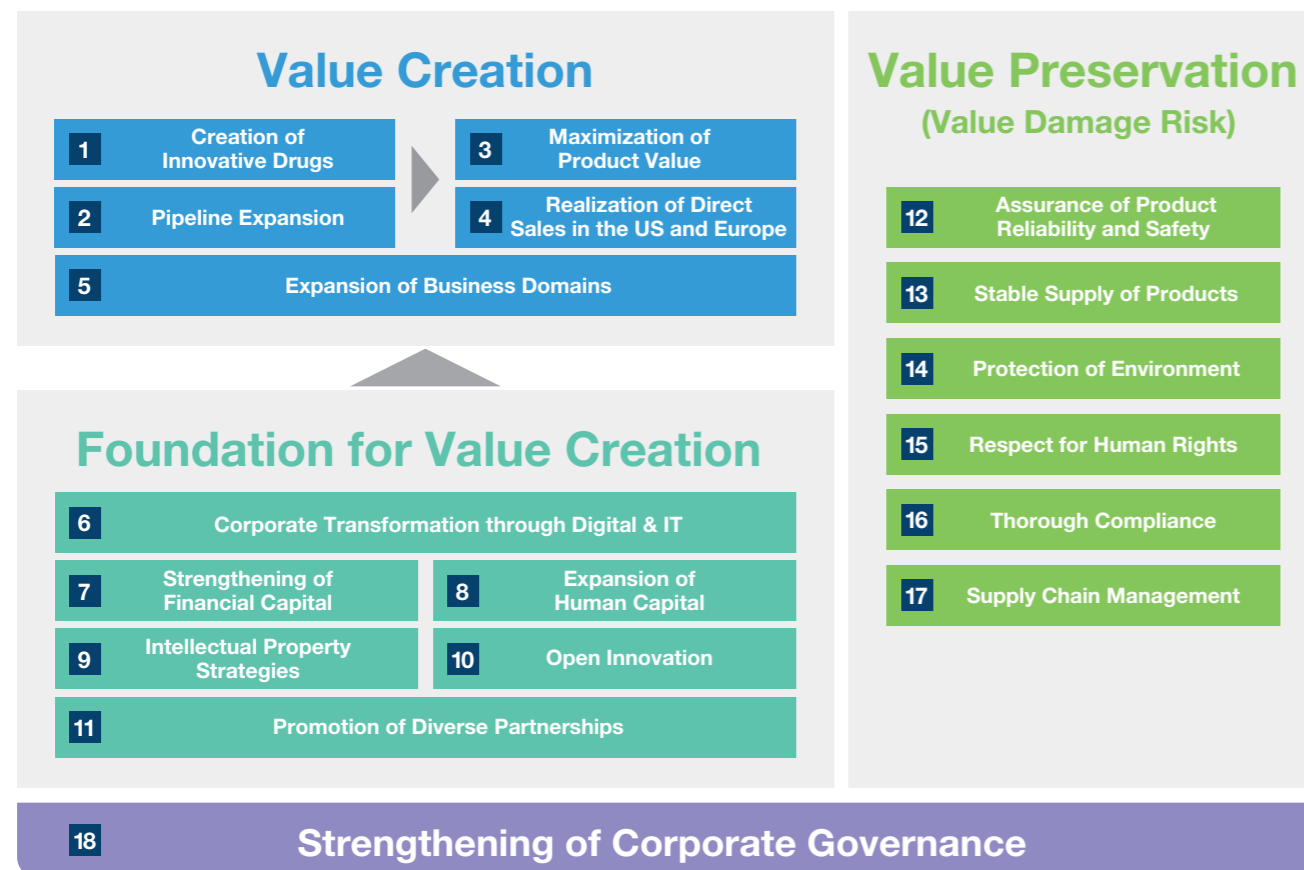 Value Creation
1
Creation of
Innovative Drugs
2
Pipeline Expansion
3
Maximization of
Product Value
4
Realization of Direct
Sales in the US and Europe
5
Expansion of Business Domains
Foundation for Value Creation
6
Corporate Transformation through Digital & IT
7
Strengthening of
Financial Capital
8
Expansion of
Human Capital
9
Intellectual Property
Strategies
10
Open Innovation
11
Promotion of Diverse Partnerships
Value Preservation
(Value Damage Risk)
12
Assurance of Product
Reliability and Safety
13
Stable Supply of Products
14
Protection of Environment
15
Respect for Human Rights
16
Thorough Compliance
17
Supply Chain Management
18
Strengthening of Corporate Governance